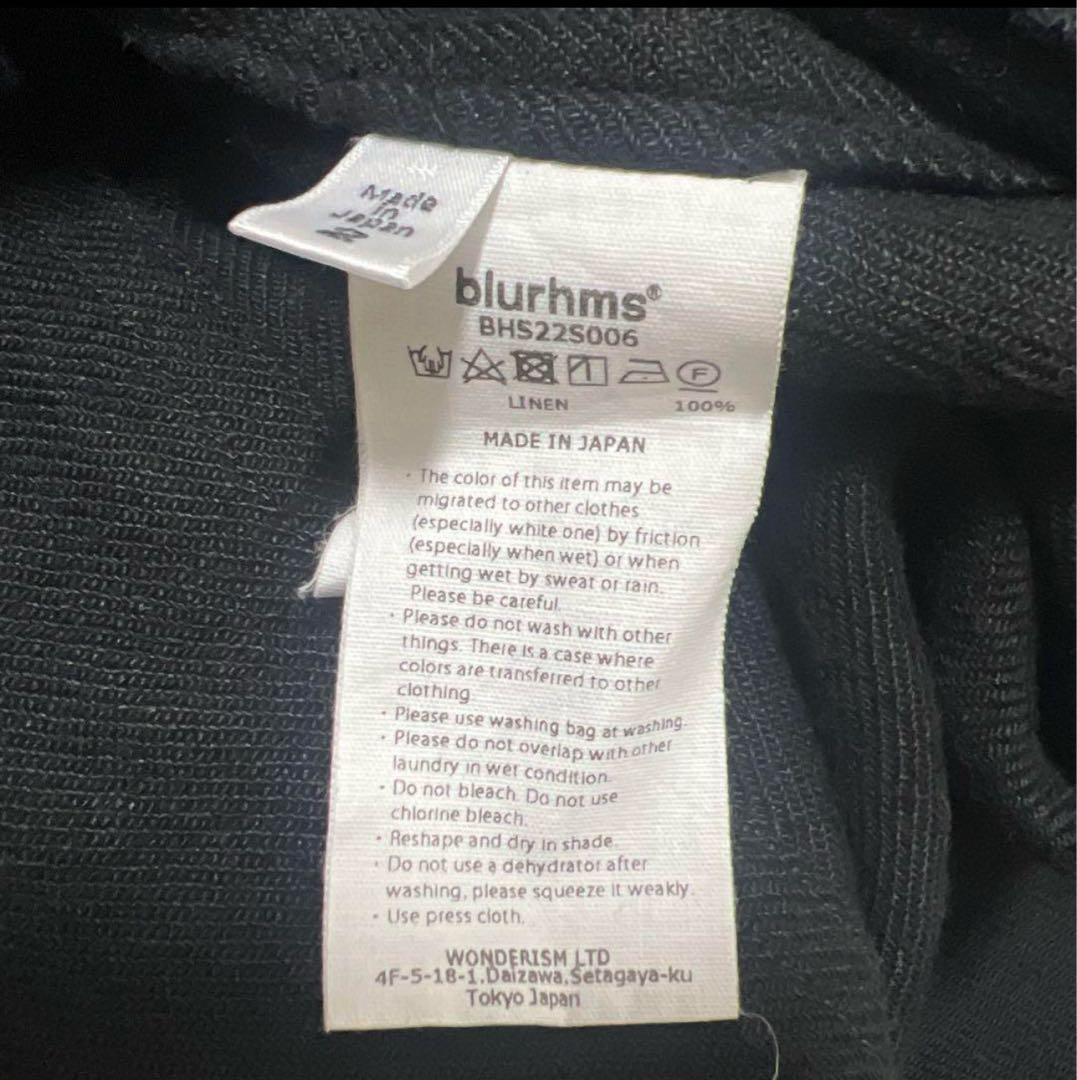 Made
in
Japan
2
blurhms®
BHS22S006
F
LINEN 100%
MADE IN JAPAN
· The color of this item may be
migrated to other clothes
(especially white one) by friction
(especially when wet) or when
getting wet by sweat or rain.
Please be careful.
· Please do not wash with other
things. There is a case where
colors are transferred to other
clothing
· Please use washing bag at washing.
· Please do not overlap with other
laundry in wet condition.
· Do not bleach. Do not use
chlorine bleach.
· Reshape and dry in shade.
· Do not use a dehydrator after
washing, please squeeze it weakly.
· Use press cloth.
WONDERISM LTD
4F-5-18-1,Daizawa,Setagaya-ku
Tokyo Japan